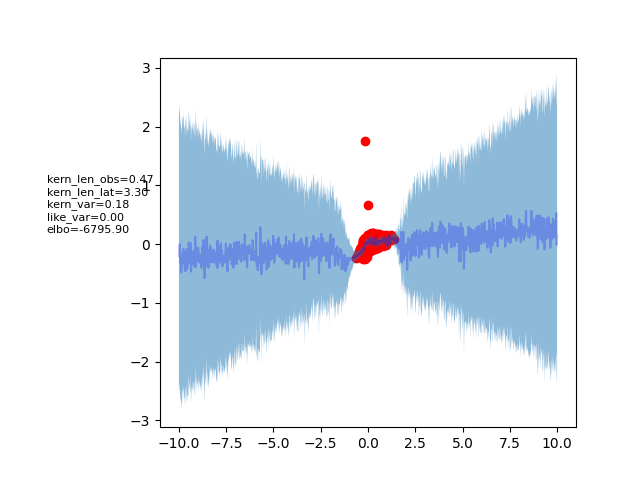 3
2
1
0
−1
−2
−3
kern_len_obs=0.47
kern_len_lat=3.30
kern_var=0.18
like_var=0.00
elbo=-6795.90
−10.0 −7.5 −5.0 −2.5 0.0 2.5 5.0 7.5 10.0